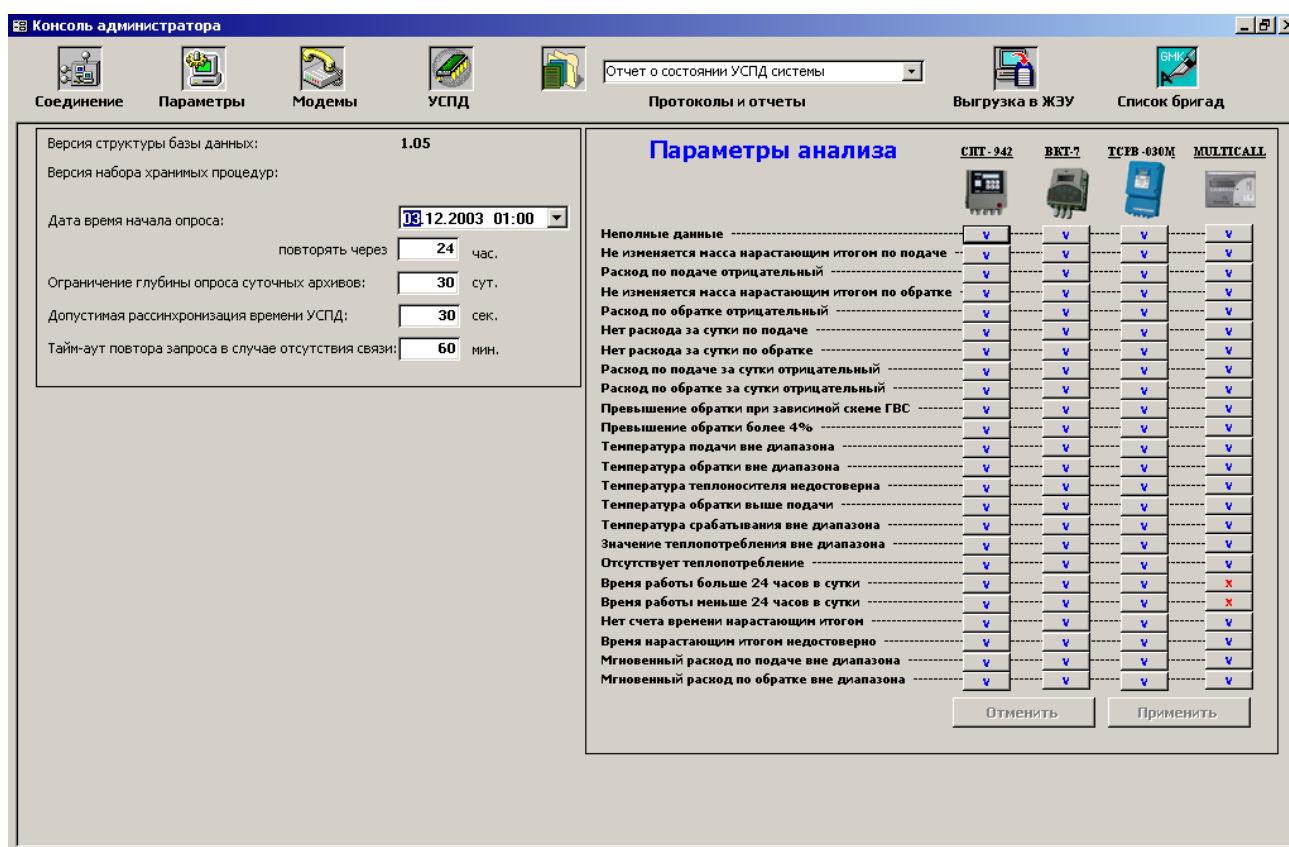 Консоль администратора
Соединение Параметры Модемы УСПД Отчет о состоянии УСПД системы Протоколы и отчеты Выгрузка в ЖЭУ GMK Список бригад
Версия структуры базы данных: 1.05
Версия набора хранимых процедур:
Дата время начала опроса: 03.12.2003 01:00
повторять через 24 час.
Ограничение глубины опроса суточных архивов: 30 сут.
Допустимая рассинхронизация времени УСПД: 30 сек.
Тайм-аут повтора запроса в случае отсутствия связи: 60 мин.
Параметры анализа СПТ-942 ВКТ-7 ТСРВ-030М MULTICALL
Неполные данные v v v v
Не изменяется масса нарастающим итогом по подаче v v v v
Расход по подаче отрицательный v v v v
Не изменяется масса нарастающим итогом по обратке v v v v
Расход по обратке отрицательный v v v v
Нет расхода за сутки по подаче v v v v
Нет расхода за сутки по обратке v v v v
Расход по подаче за сутки отрицательный v v v v
Расход по обратке за сутки отрицательный v v v v
Превышение обратки при зависимой схеме ГВС v v v v
Превышение обратки более 4% v v v v
Температура подачи вне диапазона v v v v
Температура обратки вне диапазона v v v v
Температура теплоносителя недостоверна v v v v
Температура обратки выше подачи v v v v
Температура срабатывания вне диапазона v v v v
Значение теплопотребления вне диапазона v v v v
Отсутствует теплопотребление v v v v
Время работы больше 24 часов в сутки v v v x
Время работы меньше 24 часов в сутки v v v x
Нет счета времени нарастающим итогом v v v v
Время нарастающим итогом недостоверно v v v v
Мгновенный расход по подаче вне диапазона v v v v
Мгновенный расход по обратке вне диапазона v v v v
Отменить Применить